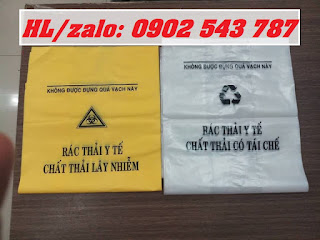 HL/zalo: 0902 543 787
KHÔNG ĐƯỢC ĐỰNG QUÁ VẠCH NÀY
RÁC THẢI Y TẾ
CHẤT THẢI LÂY NHIỄM
KHÔNG ĐƯỢC ĐỰNG QUÁ VẠCH NÀY
RÁC THẢI Y TẾ
CHẤT THẢI CÓ TÁI CHẾ